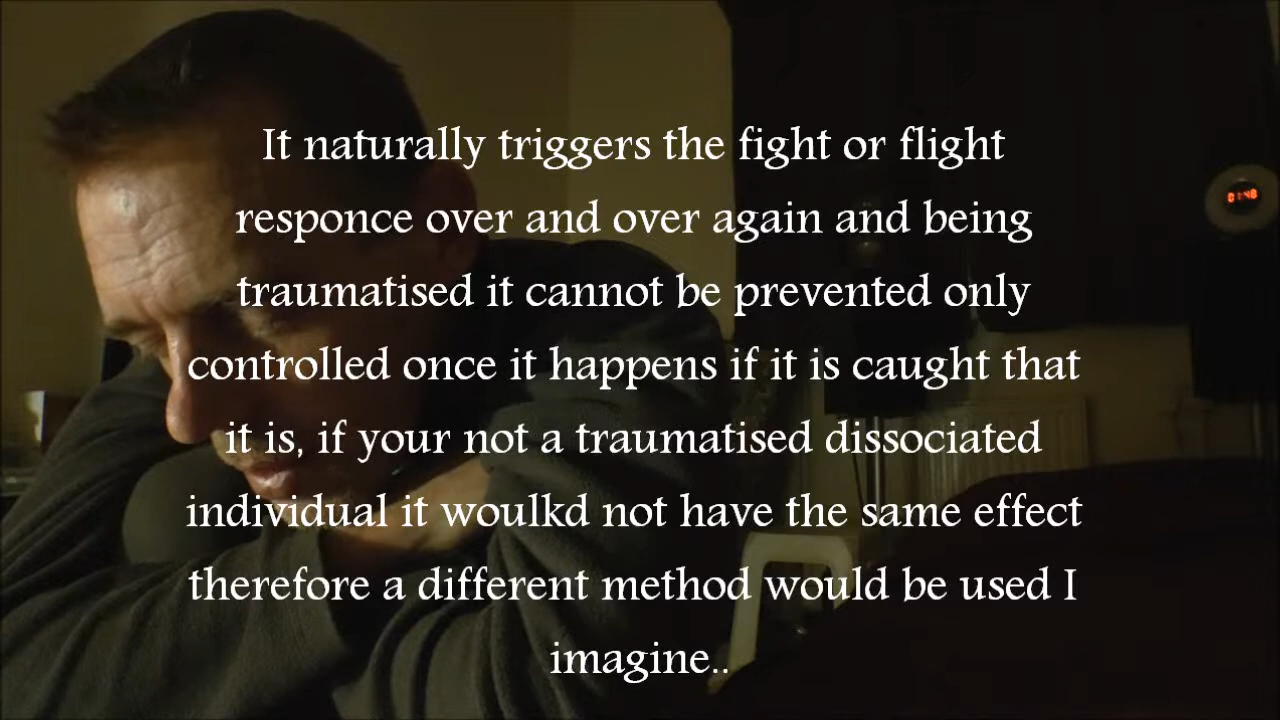 It naturally triggers the fight or flight
responce over and over again and being
traumatised it cannot be prevented only
controlled once it happens if it is caught that
it is, if your not a traumatised dissociated
individual it woulkd not have the same effect
therefore a different method would be used I
imagine..